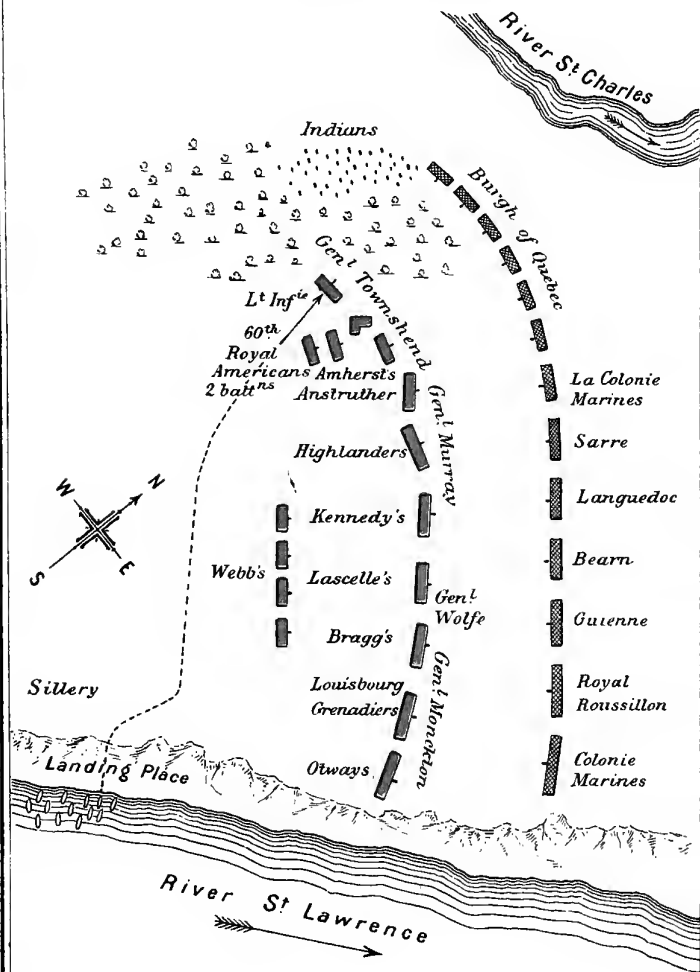 River St. Charles
Indians
Burgh of Quebec
Genl Townshend
Lt Infie
60th
Royal
Americans
2 battns
Amherst's
Anstruther
La Colonie
Marines
Genl. Murray
Highlanders
Sarre
Languedoc
W
N
S
E
Kennedy's
Webb's
Lascelle's
Genl.
Wolfe
Bearn
Bragg's
Guienne
Sillery
Louisbourg
Grenadiers
Genl. Monckton
Royal
Roussillon
Otways
Colonie
Marines
Landing Place
River St. Lawrence